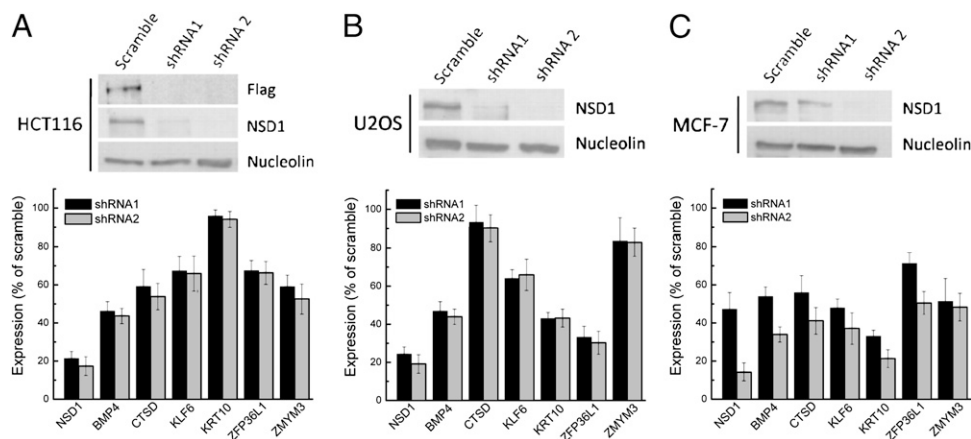 A
Scramble
shRNA1
shRNA 2
HCT116
Flag
NSD1
Nucleolin
Expression (% of scramble)
100
80
60
40
20
0
shRNA1
shRNA2
NSD1
BMP4
CTSD
KLF6
KRT10
ZFP36L1
ZMYM3
B
Scramble
shRNA1
shRNA 2
U2OS
NSD1
Nucleolin
Expression (% of scramble)
100
80
60
40
20
0
shRNA1
shRNA2
NSD1
BMP4
CTSD
KLF6
KRT10
ZFP36L1
ZMYM3
C
Scramble
shRNA1
shRNA 2
MCF-7
NSD1
Nucleolin
Expression (% of scramble)
100
80
60
40
20
0
shRNA1
shRNA2
NSD1
BMP4
CTSD
KLF6
KRT10
ZFP36L1
ZMYM3